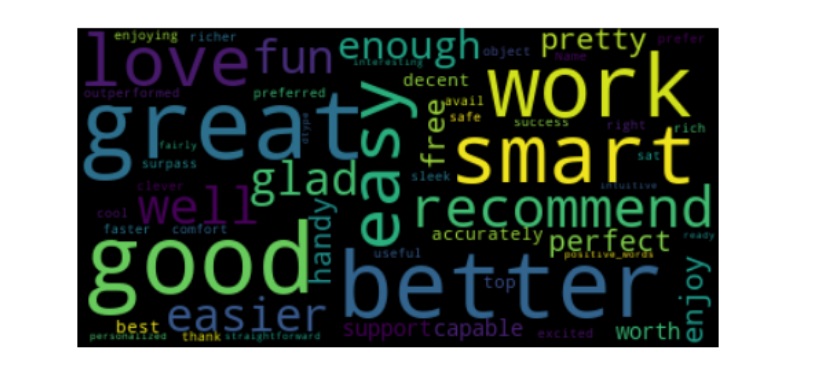 enjoying richer
love fun enough object pretty prefer
interesting Name
outperformed preferred decent work
great easy free avail
safe success right rich
fairly dtype smart sat
surpass glad sleek intuitive
clever well recommend
cool handy
faster comfort accurately perfect ready
good useful positive_words
better top enjoy
easier
best support capable excited worth
personalized thank straightforward